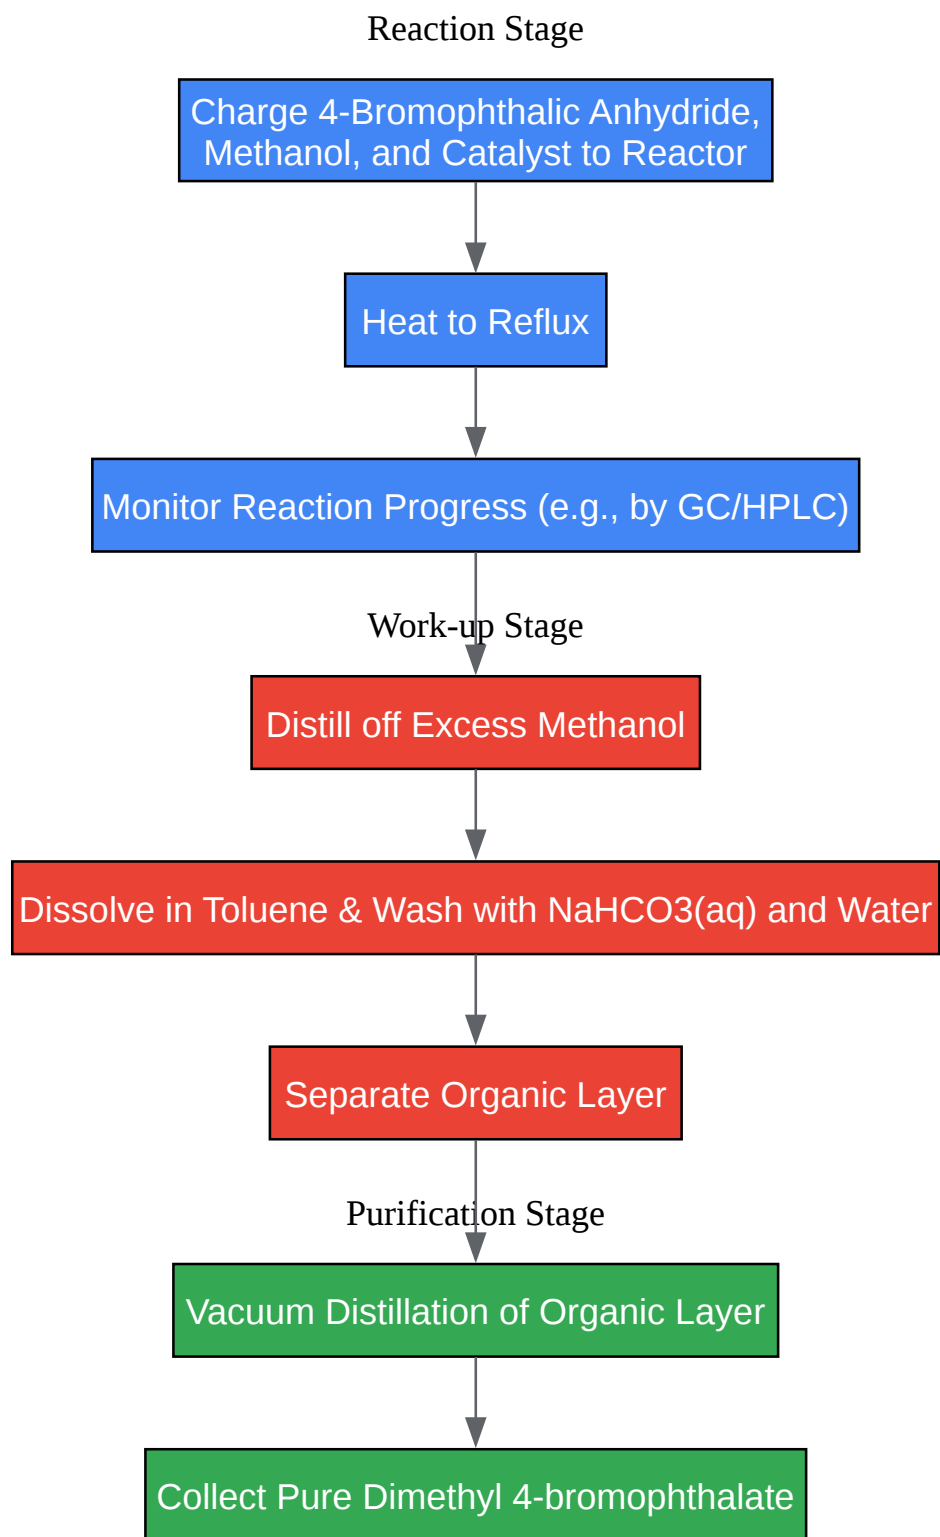 Reaction Stage
Charge 4-Bromophthalic Anhydride,
Methanol, and Catalyst to Reactor
Heat to Reflux
Monitor Reaction Progress (e.g., by GC/HPLC)
Work-up Stage
Distill off Excess Methanol
Dissolve in Toluene & Wash with NaHCO3(aq) and Water
Separate Organic Layer
Purification Stage
Vacuum Distillation of Organic Layer
Collect Pure Dimethyl 4-bromophthalate